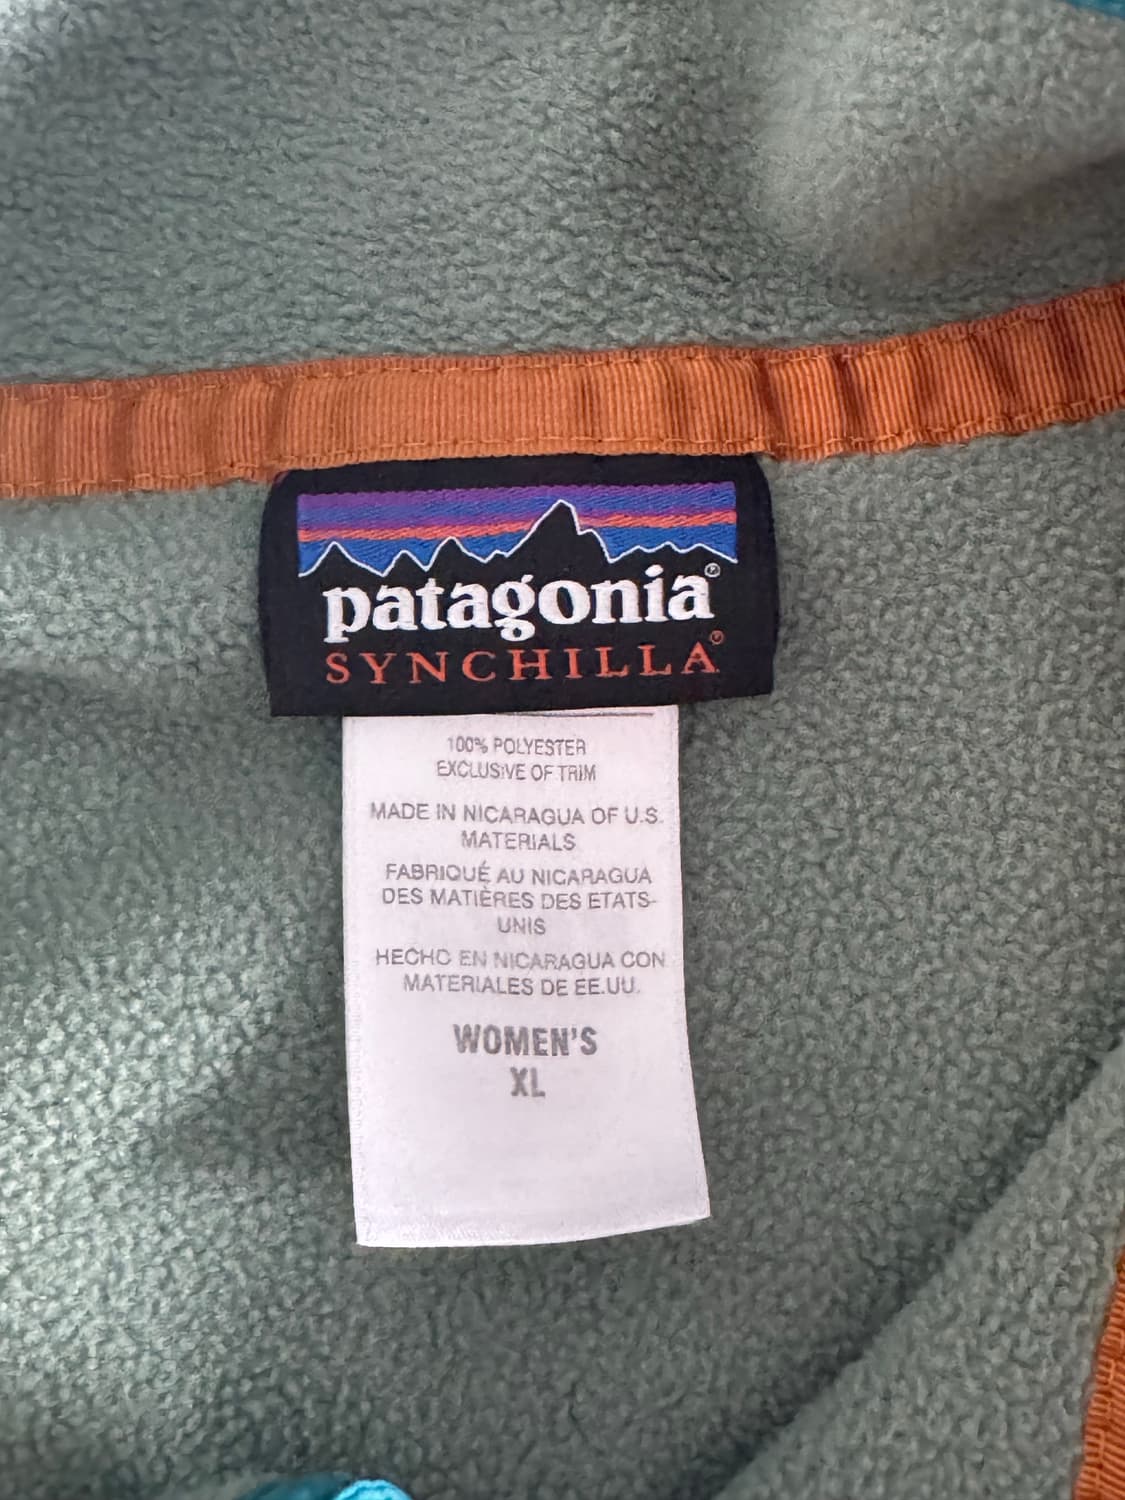 patagonia®
SYNCHILLA®
100% POLYESTER
EXCLUSIVE OF TRIM
MADE IN NICARAGUA OF U.S.
MATERIALS
FABRIQUÉ AU NICARAGUA
DES MATIÈRES DES ETATS-
UNIS
HECHO EN NICARAGUA CON
MATERIALES DE EE.UU.
WOMEN'S
XL